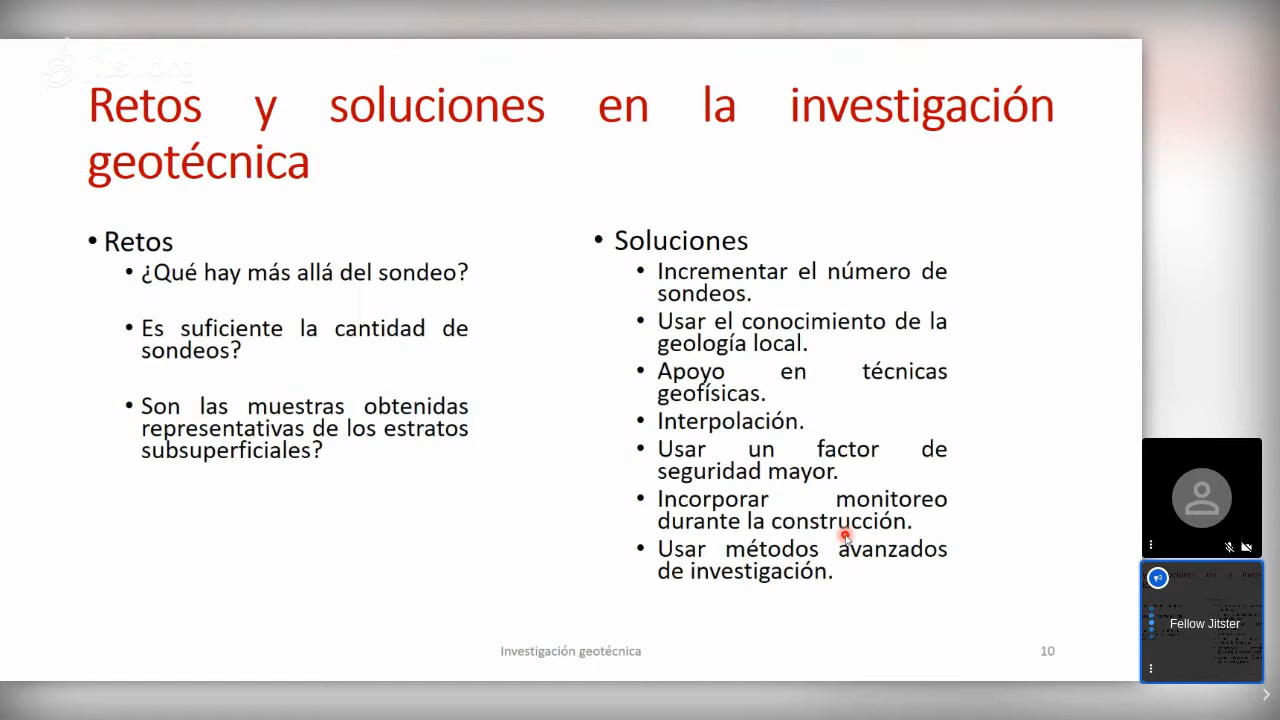 Retos y soluciones en la investigación
geotécnica
• Retos
• ¿Qué hay más allá del sondeo?
• Es suficiente la cantidad de
sondeos?
• Son las muestras obtenidas
representativas de los estratos
subsuperficiales?
• Soluciones
• Incrementar el número de
sondeos.
• Usar el conocimiento de la
geología local.
• Apoyo en técnicas
geofísicas.
• Interpolación.
• Usar un factor de
seguridad mayor.
• Incorporar monitoreo
durante la construcción.
• Usar métodos avanzados
de investigación.
Investigación geotécnica
10
Fellow Jitster